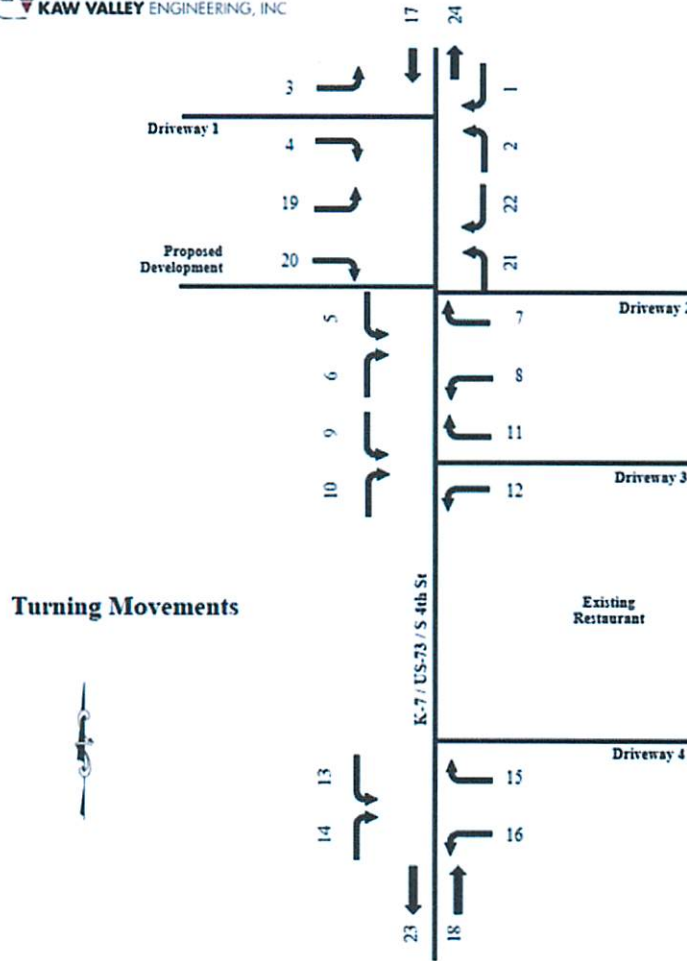 KAW VALLEY ENGINEERING, INC
17
24
3
1
Driveway 1
4
2
19
22
Proposed
Development
20
21
5
7
Driveway 2
6
8
9
11
Driveway 3
10
12
Turning Movements
K-7 / US-73 / S 4th St
Existing
Restaurant
Driveway 4
13
15
14
16
23
18